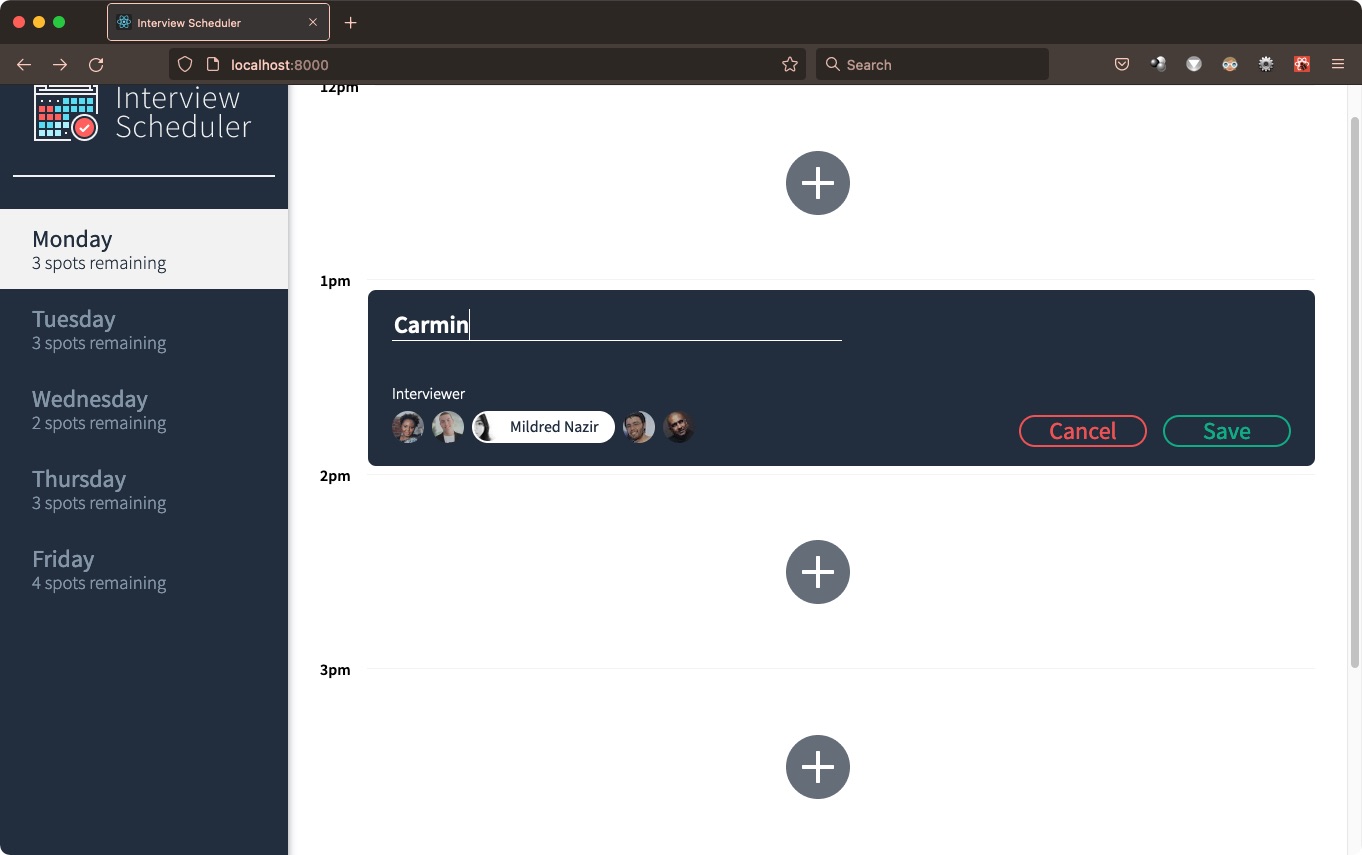 Interview Scheduler
localhost:8000
Search
Interview
Scheduler
Monday
3 spots remaining
Tuesday
3 spots remaining
Wednesday
2 spots remaining
Thursday
3 spots remaining
Friday
4 spots remaining
12pm
1pm
Carmin
Interviewer
Mildred Nazir
Cancel
Save
2pm
3pm